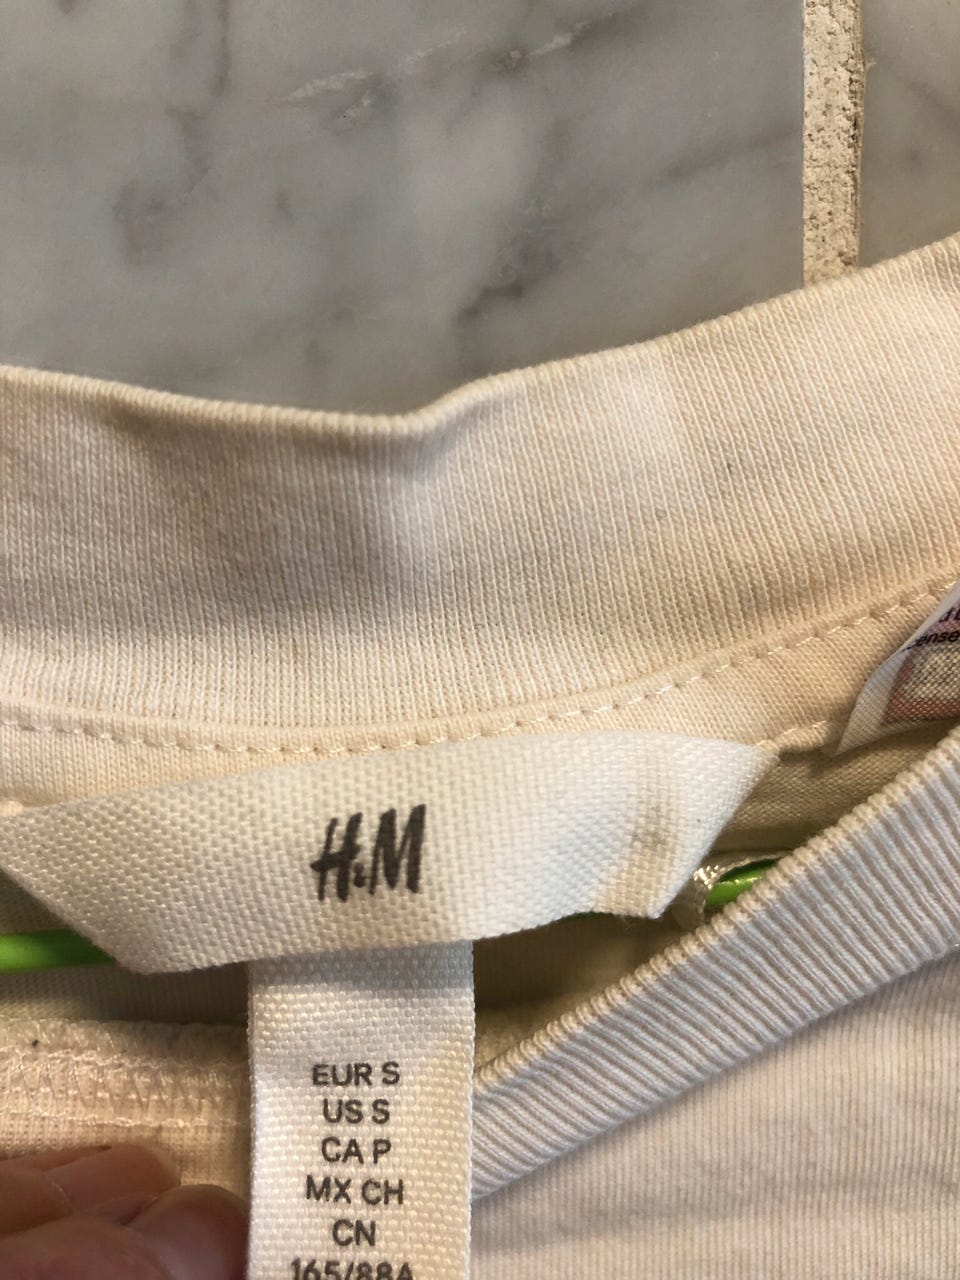 H&M
EUR S
US S
CA P
MX CH
CN
165/88A